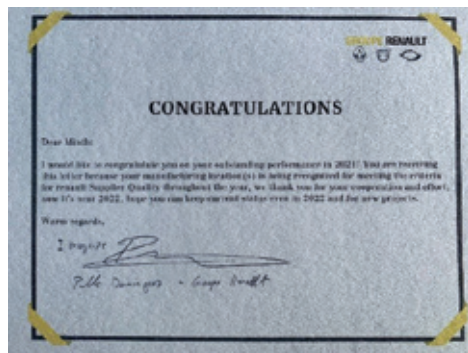 GROUPE RENAULT
CONGRATULATIONS
Dear
I would like to congratulate you on your outstanding performance in 2021! You are receiving
this letter because your manufacturing location(s) is being recognized for meeting the criteria
for renault Supplier Quality throughout the year, we thank you for your cooperation and effort,
now it's year 2022, hope you can keep current status even in 2022 and for new projects.
Warm regards,